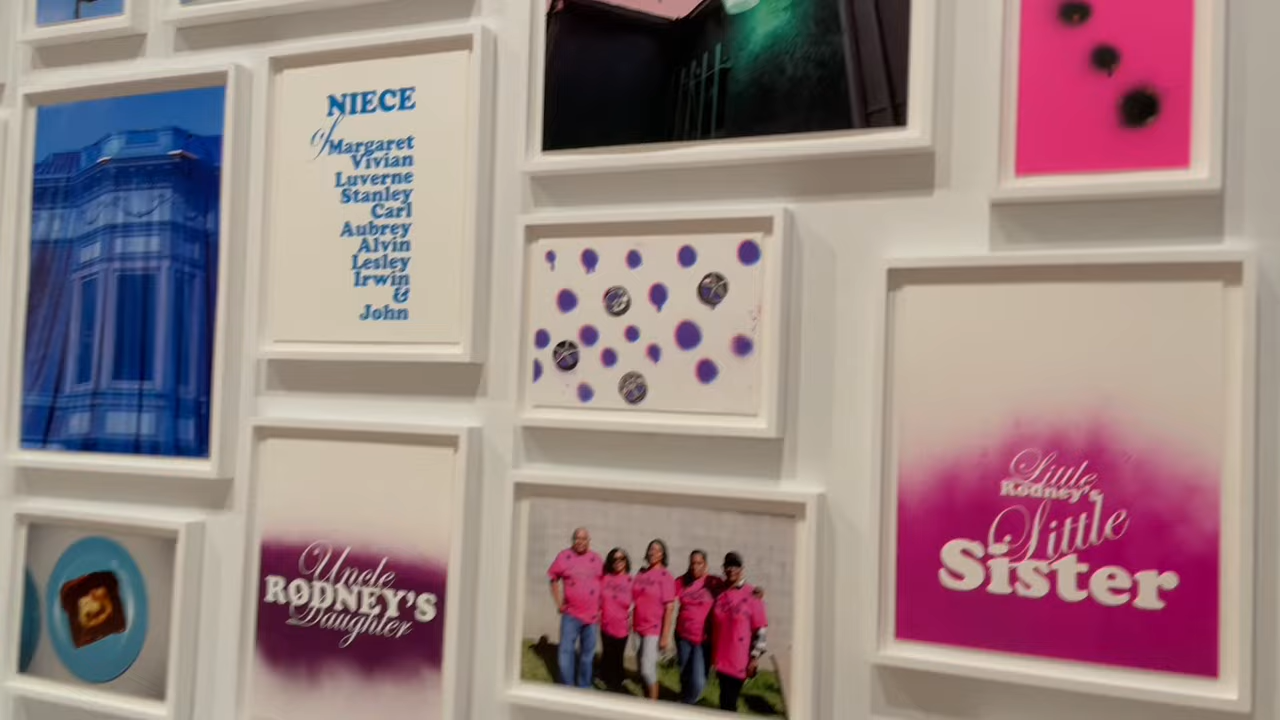 NIECE
of
Margaret
Vivian
Luverne
Stanley
Carl
Aubrey
Alvin
Lesley
Irwin
&
John
Uncle
RODNEY'S
Daughter
Little
Rodney's
Little
Sister